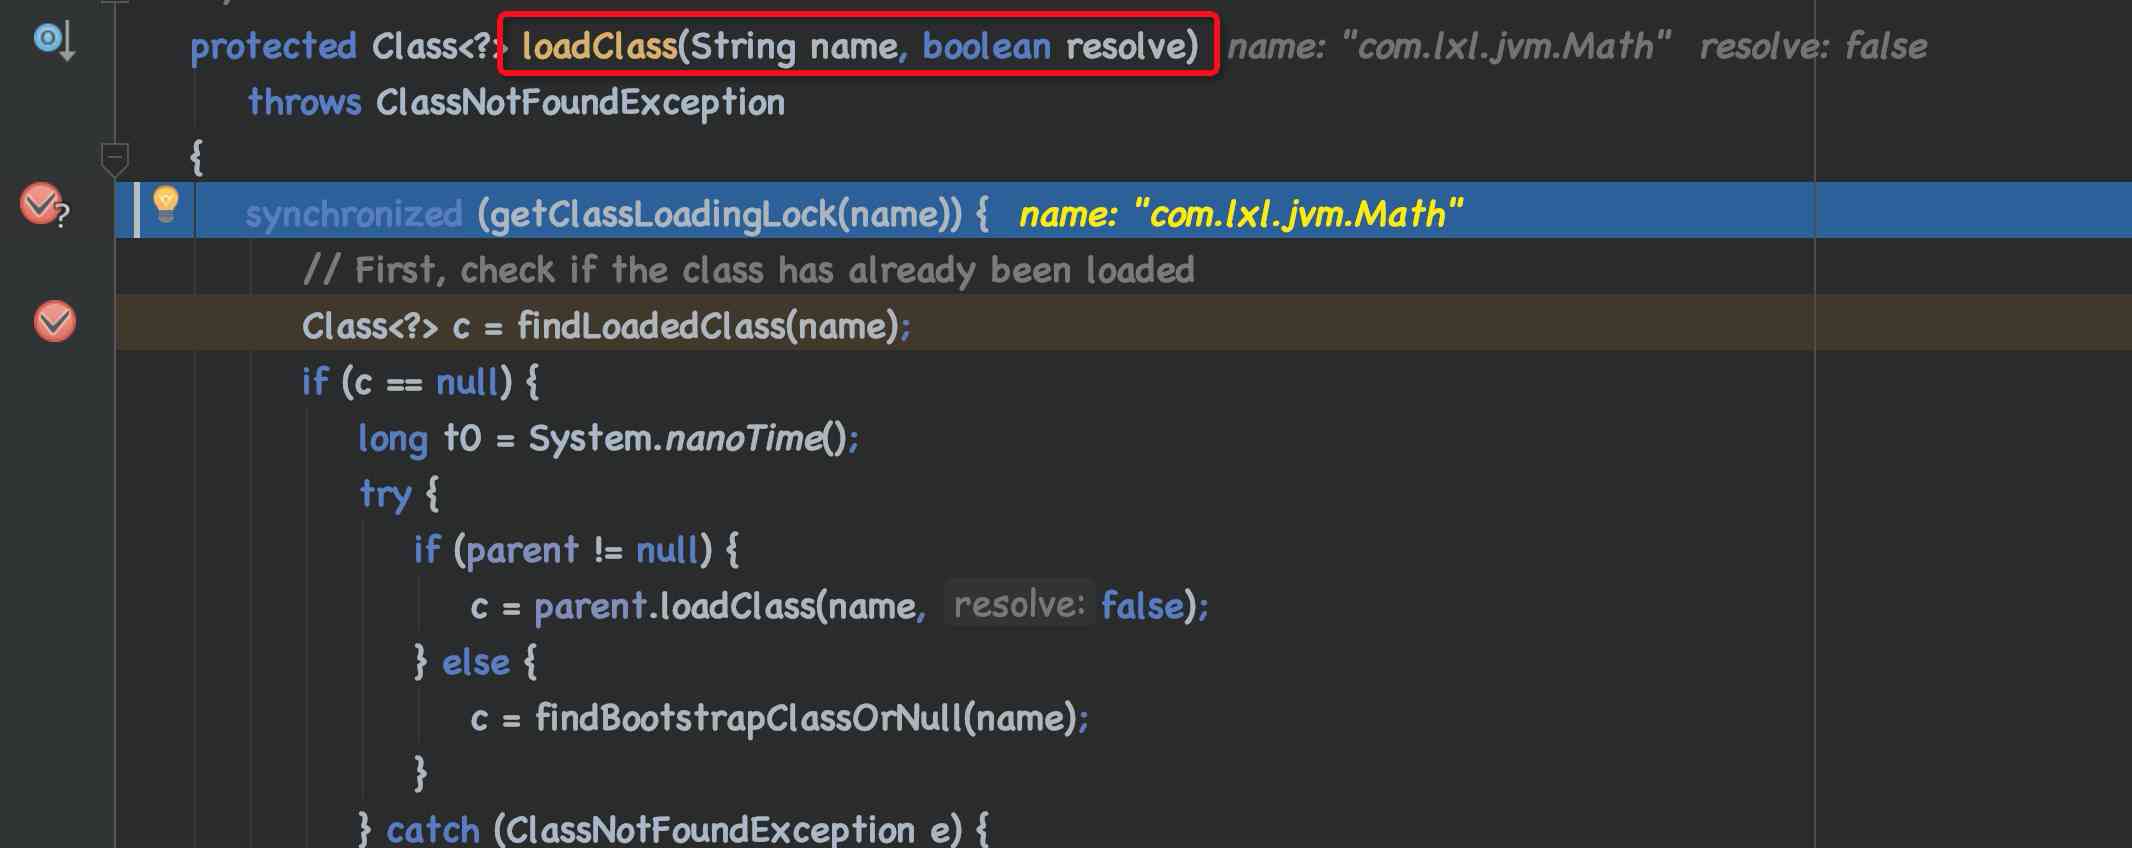 protected Class<?> loadClass(String name, boolean resolve) name: "com.lxl.jvm.Math" resolve: false
throws ClassNotFoundException
{
synchronized (getClassLoadingLock(name)) { name: "com.lxl.jvm.Math"
// First, check if the class has already been loaded
Class<?> c = findLoadedClass(name);
if (c == null) {
long t0 = System.nanoTime();
try {
if (parent != null) {
c = parent.loadClass(name, resolve: false);
} else {
c = findBootstrapClassOrNull(name);
}
} catch (ClassNotFoundException e) {